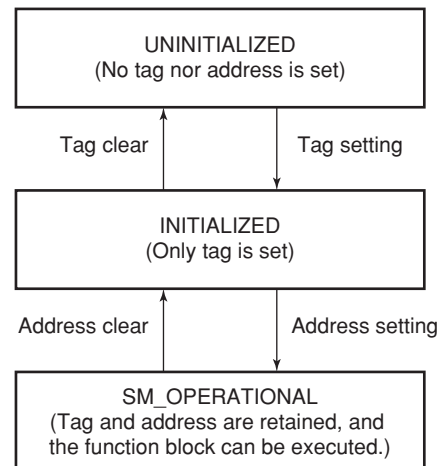 UNINITIALIZED
(No tag nor address is set)
Tag clear
Tag setting
INITIALIZED
(Only tag is set)
Address clear
Address setting
SM_OPERATIONAL
(Tag and address are retained, and
the function block can be executed.)